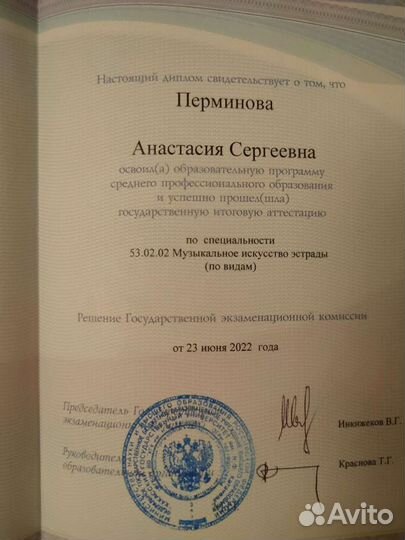 Настоящий диплом свидетельствует о том, что
Перминова
Анастасия Сергеевна
освоил(а) образовательную программу
среднего профессионального образования
и успешно прошел(шла)
государственную итоговую аттестацию
по специальности
53.02.02 Музыкальное искусство эстрады
(по видам)
Решение Государственной экзаменационной комиссии
от 23 июня 2022 года
Председатель
экзаменационной
Инкижеков В.Г.
Руководитель
образовательной
Краснова Т.Г.
Avito